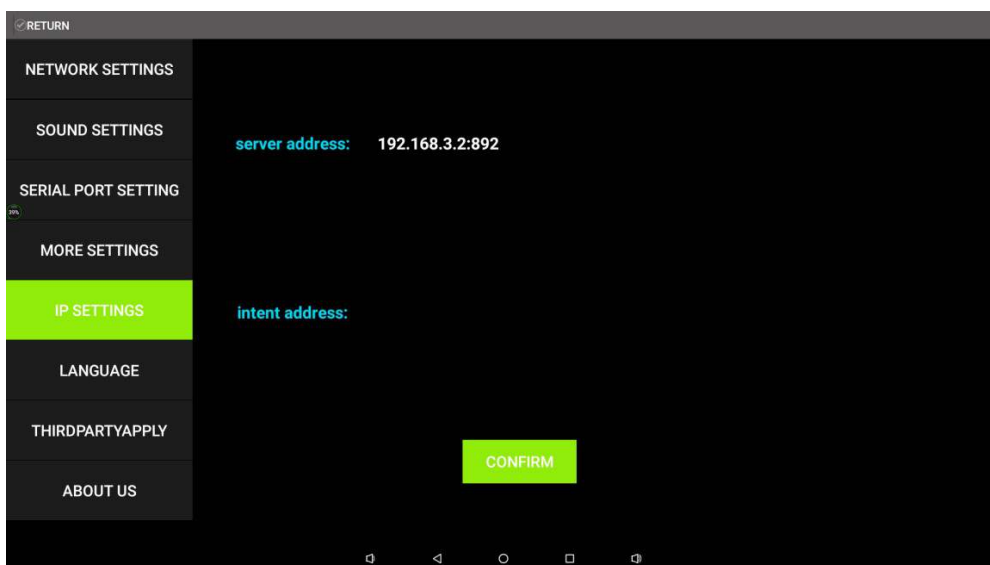 RETURN
NETWORK SETTINGS
SOUND SETTINGS
server address: 192.168.3.2:892
SERIAL PORT SETTING
39%
MORE SETTINGS
IP SETTINGS
intent address:
LANGUAGE
THIRDPARTYAPPLY
CONFIRM
ABOUT US